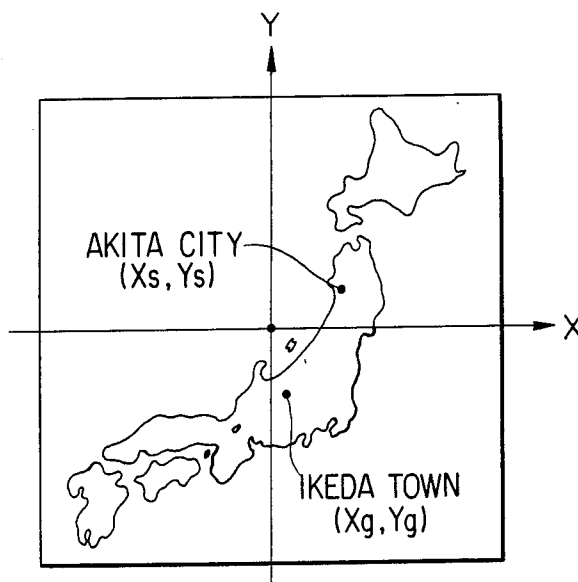 Y
AKITA CITY
(Xs, Ys)
X
IKEDA TOWN
(Xg, Yg)